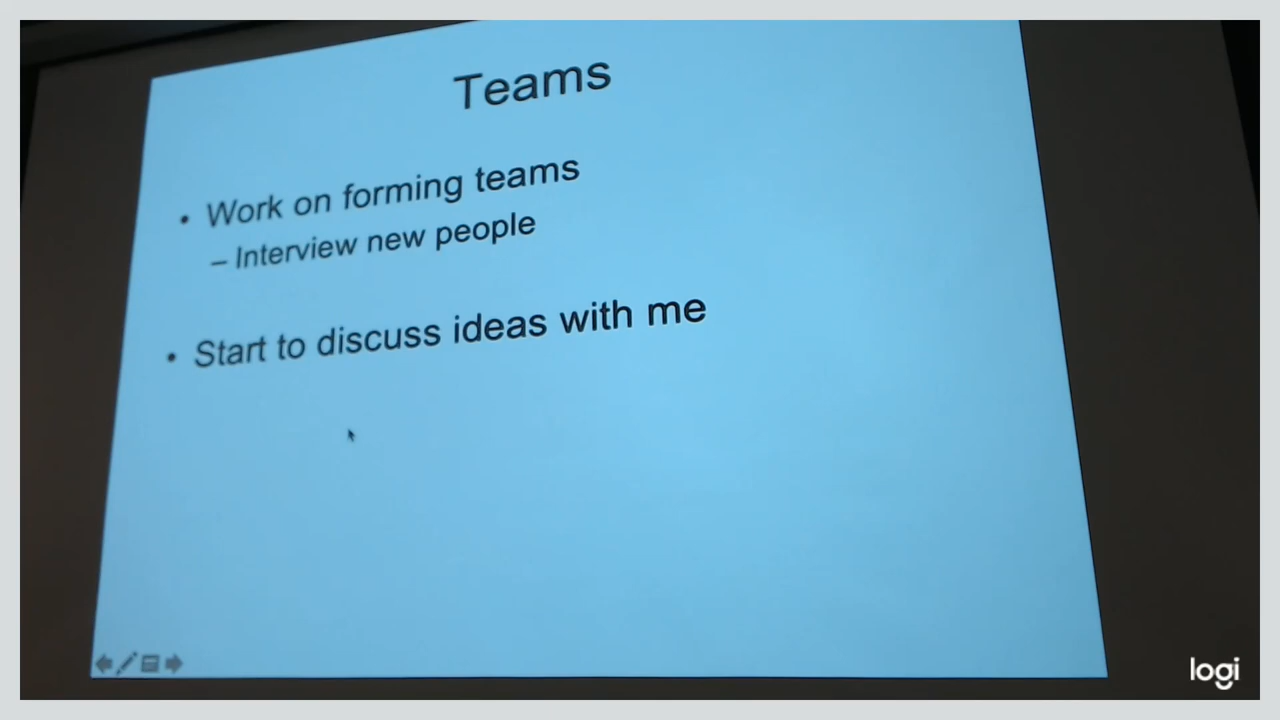 Teams
• Work on forming teams
– Interview new people
• Start to discuss ideas with me
logi